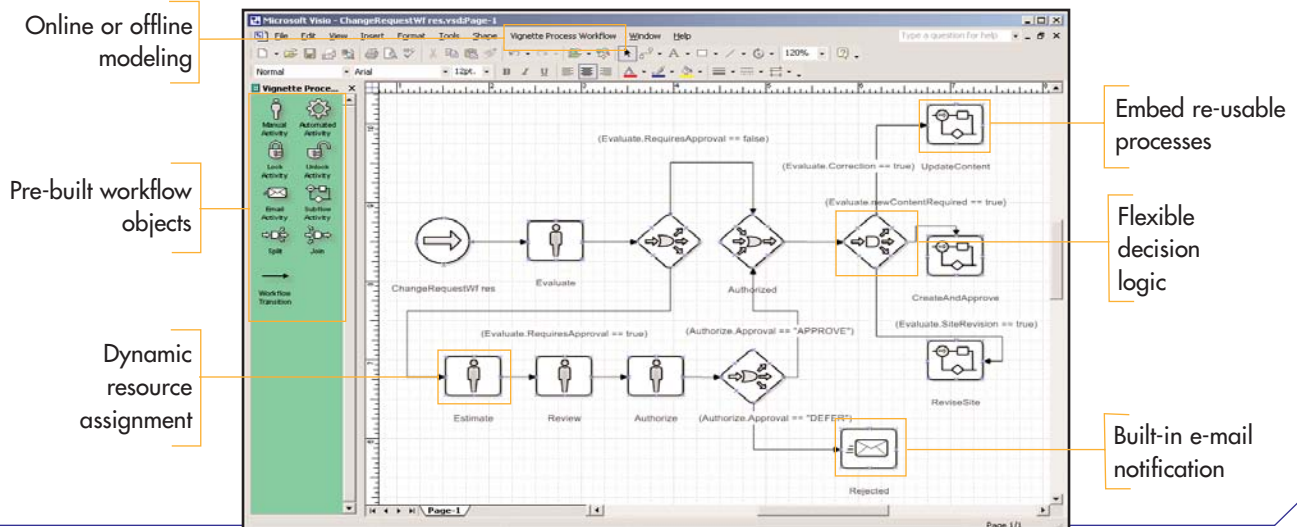 Online or offline
modeling
Pre-built workflow
objects
Dynamic
resource
assignment
Microsoft Visio - ChangeRequestWf res.vsd:Page-1
File Edit View Insert Format Tools Shape Vignette Process Workflow Window Help
Type a question for help
120%
Normal
Arial
12pt.
B I U
A
Vignette Proce...
Manual
Activity
Automated
Activity
Lock
Activity
Unlock
Activity
Email
Activity
Subflow
Activity
Split
Join
Workflow
Transition
(Evaluate.RequiresApproval == false)
(Evaluate.Correction == true)
UpdateContent
(Evaluate.newContentRequired == true)
ChangeRequestWf res
Evaluate
Authorized
CreateAndApprove
(Evaluate.RequiresApproval == true)
(Authorize.Approval == "APPROVE")
(Evaluate.SiteRevision == true)
Estimate
Review
Authorize
(Authorize.Approval == "DEFER")
ReviseSite
Rejected
Page-1
Page 1/1
Embed re-usable
processes
Flexible
decision
logic
Built-in e-mail
notification